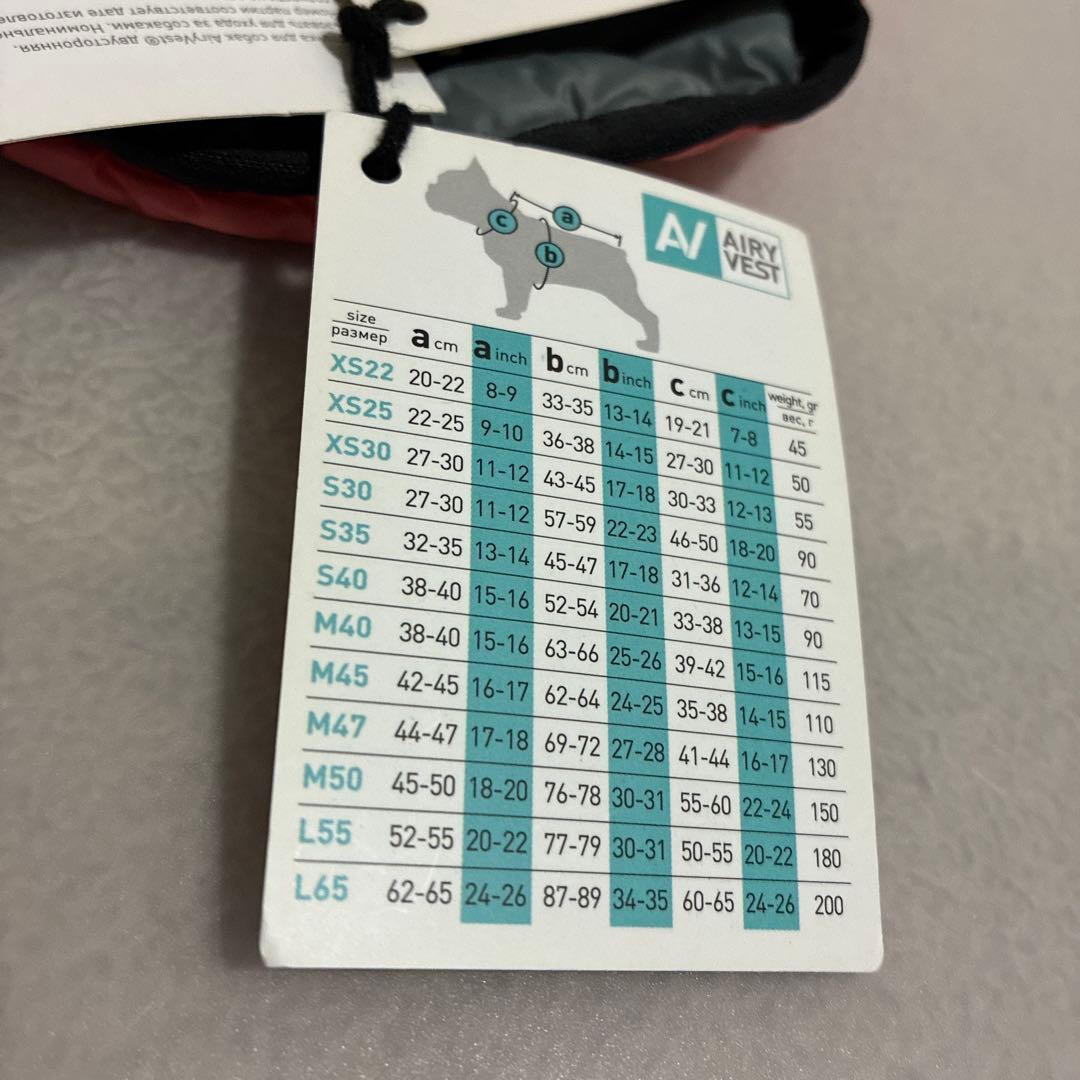 ка для собак AiryVest® двусторонняя.
за ухода за собаками. Номинальн
размер изделия соответствует дате изготовлен
c
a
b
AV
AIRY
VEST
size
размер
a cm a inch b cm b inch c cm c inch weight, gr
вес, г
XS22 20-22 8-9 33-35 13-14 19-21 7-8 45
XS25 22-25 9-10 36-38 14-15 27-30 11-12 50
XS30 27-30 11-12 43-45 17-18 30-33 12-13 55
S30 27-30 11-12 57-59 22-23 46-50 18-20 90
S35 32-35 13-14 45-47 17-18 31-36 12-14 70
S40 38-40 15-16 52-54 20-21 33-38 13-15 90
M40 38-40 15-16 63-66 25-26 39-42 15-16 115
M45 42-45 16-17 62-64 24-25 35-38 14-15 110
M47 44-47 17-18 69-72 27-28 41-44 16-17 130
M50 45-50 18-20 76-78 30-31 55-60 22-24 150
L55 52-55 20-22 77-79 30-31 50-55 20-22 180
L65 62-65 24-26 87-89 34-35 60-65 24-26 200